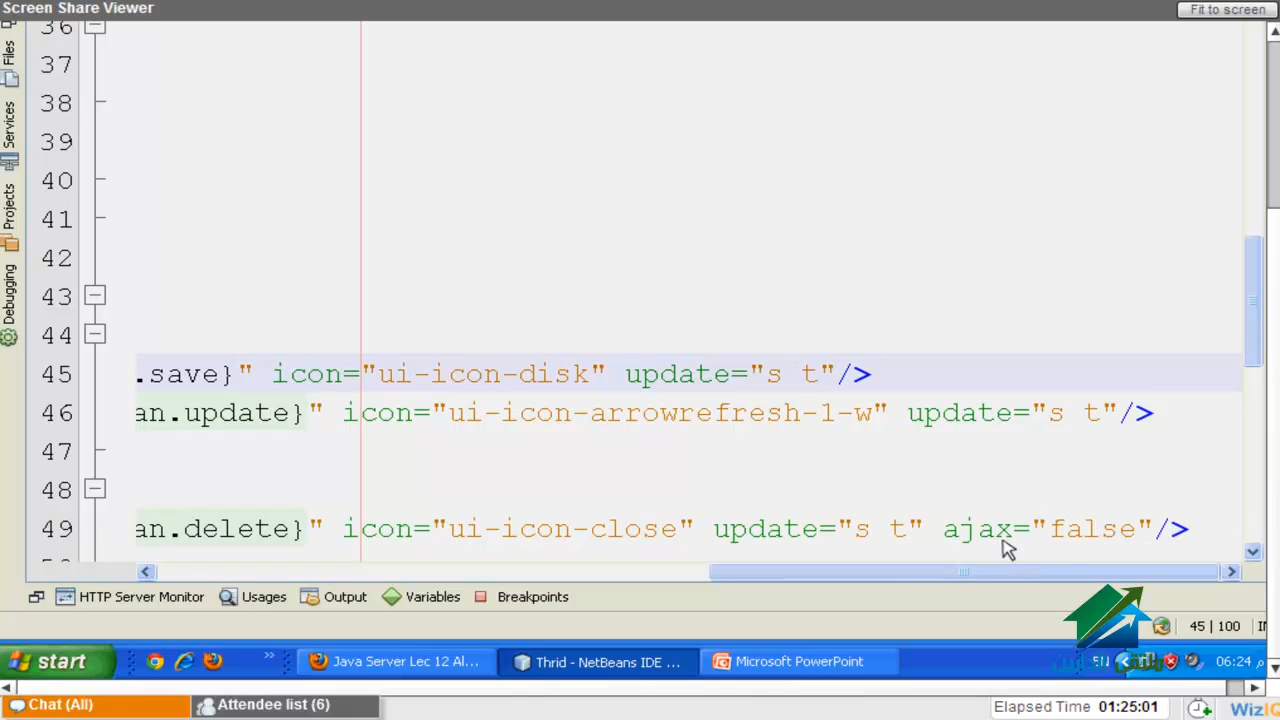 Screen Share Viewer
Fit to screen
Files
Services
Projects
Debugging
36
37
38
39
40
41
42
43
44
45 .save}" icon="ui-icon-disk" update="s t"/>
46 an.update}" icon="ui-icon-arrowrefresh-1-w" update="s t"/>
47
48
49 an.delete}" icon="ui-icon-close" update="s t" ajax="false"/>
HTTP Server Monitor Usages Output Variables Breakpoints
45 | 100
start » Java Server Lec 12 Al... Thrid - NetBeans IDE ... Microsoft PowerPoint EN 06:24
Chat (All) Attendee list (6) Elapsed Time 01:25:01